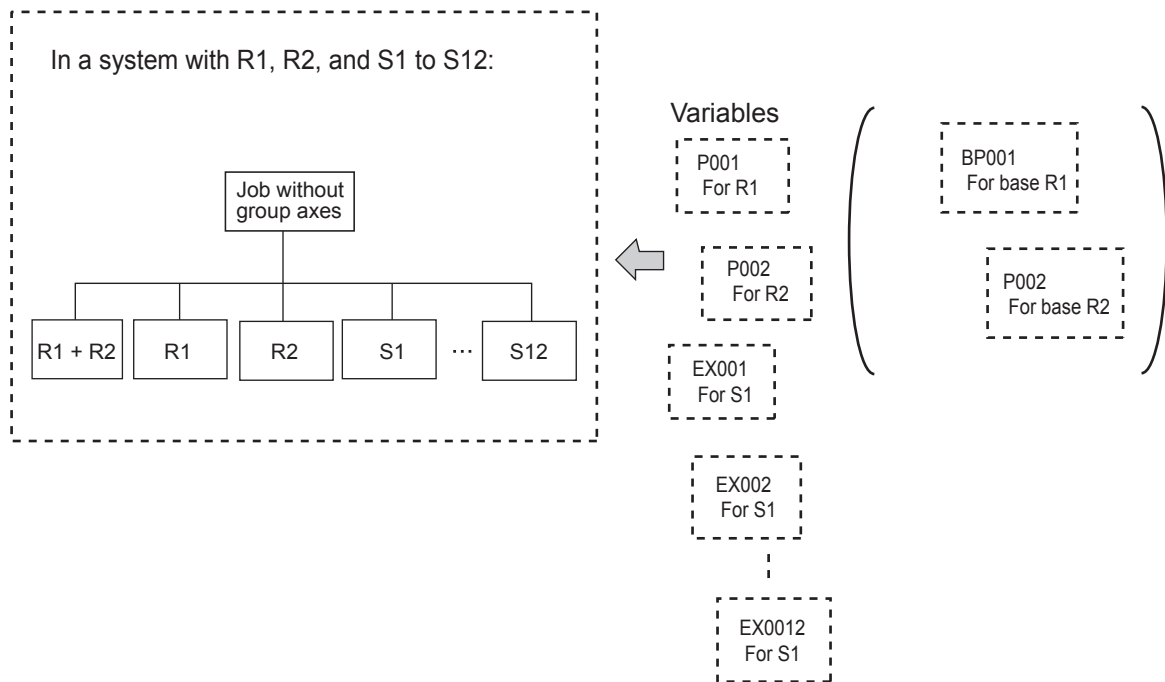 In a system with R1, R2, and S1 to S12:
Job without
group axes
R1 + R2
R1
R2
S1
...
S12
Variables
P001
For R1
P002
For R2
EX001
For S1
EX002
For S1
EX0012
For S1
BP001
For base R1
P002
For base R2